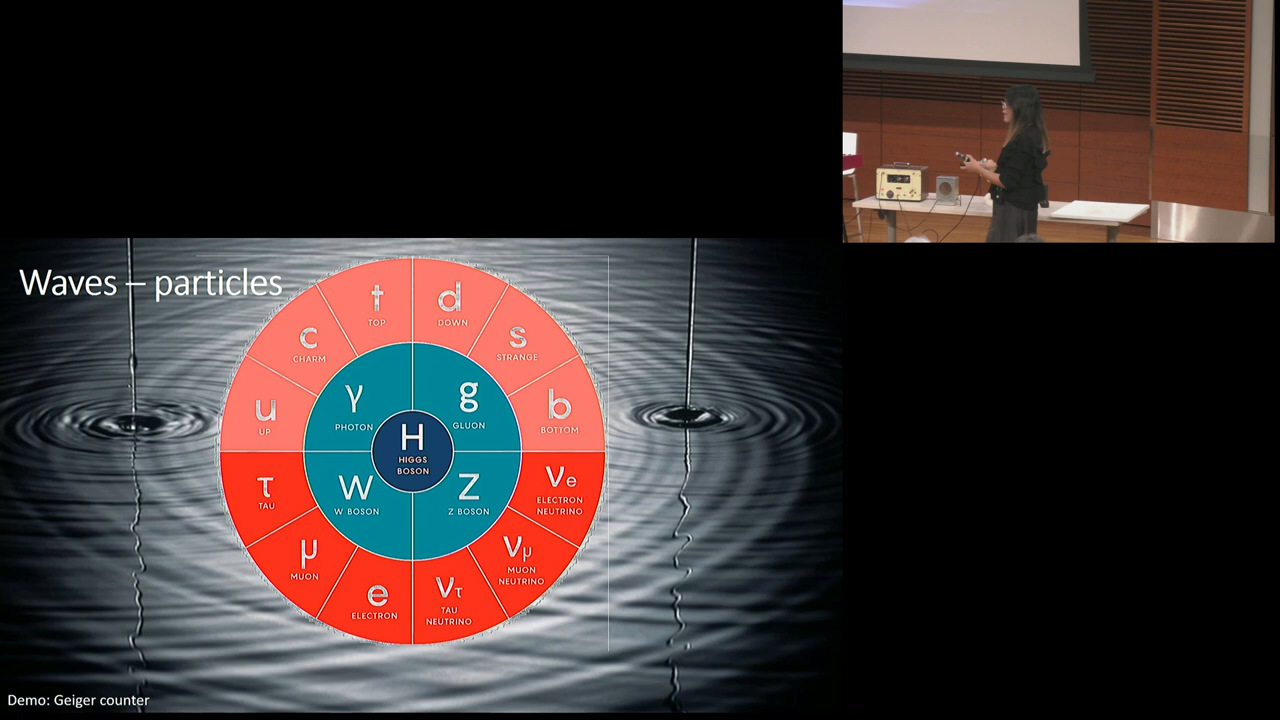 Waves – particles
t
TOP
d
DOWN
c
CHARM
s
STRANGE
u
UP
b
BOTTOM
γ
PHOTON
g
GLUON
H
HIGGS
BOSON
W
W BOSON
Z
Z BOSON
τ
TAU
νe
ELECTRON
NEUTRINO
μ
MUON
νμ
MUON
NEUTRINO
e
ELECTRON
ντ
TAU
NEUTRINO
Demo: Geiger counter